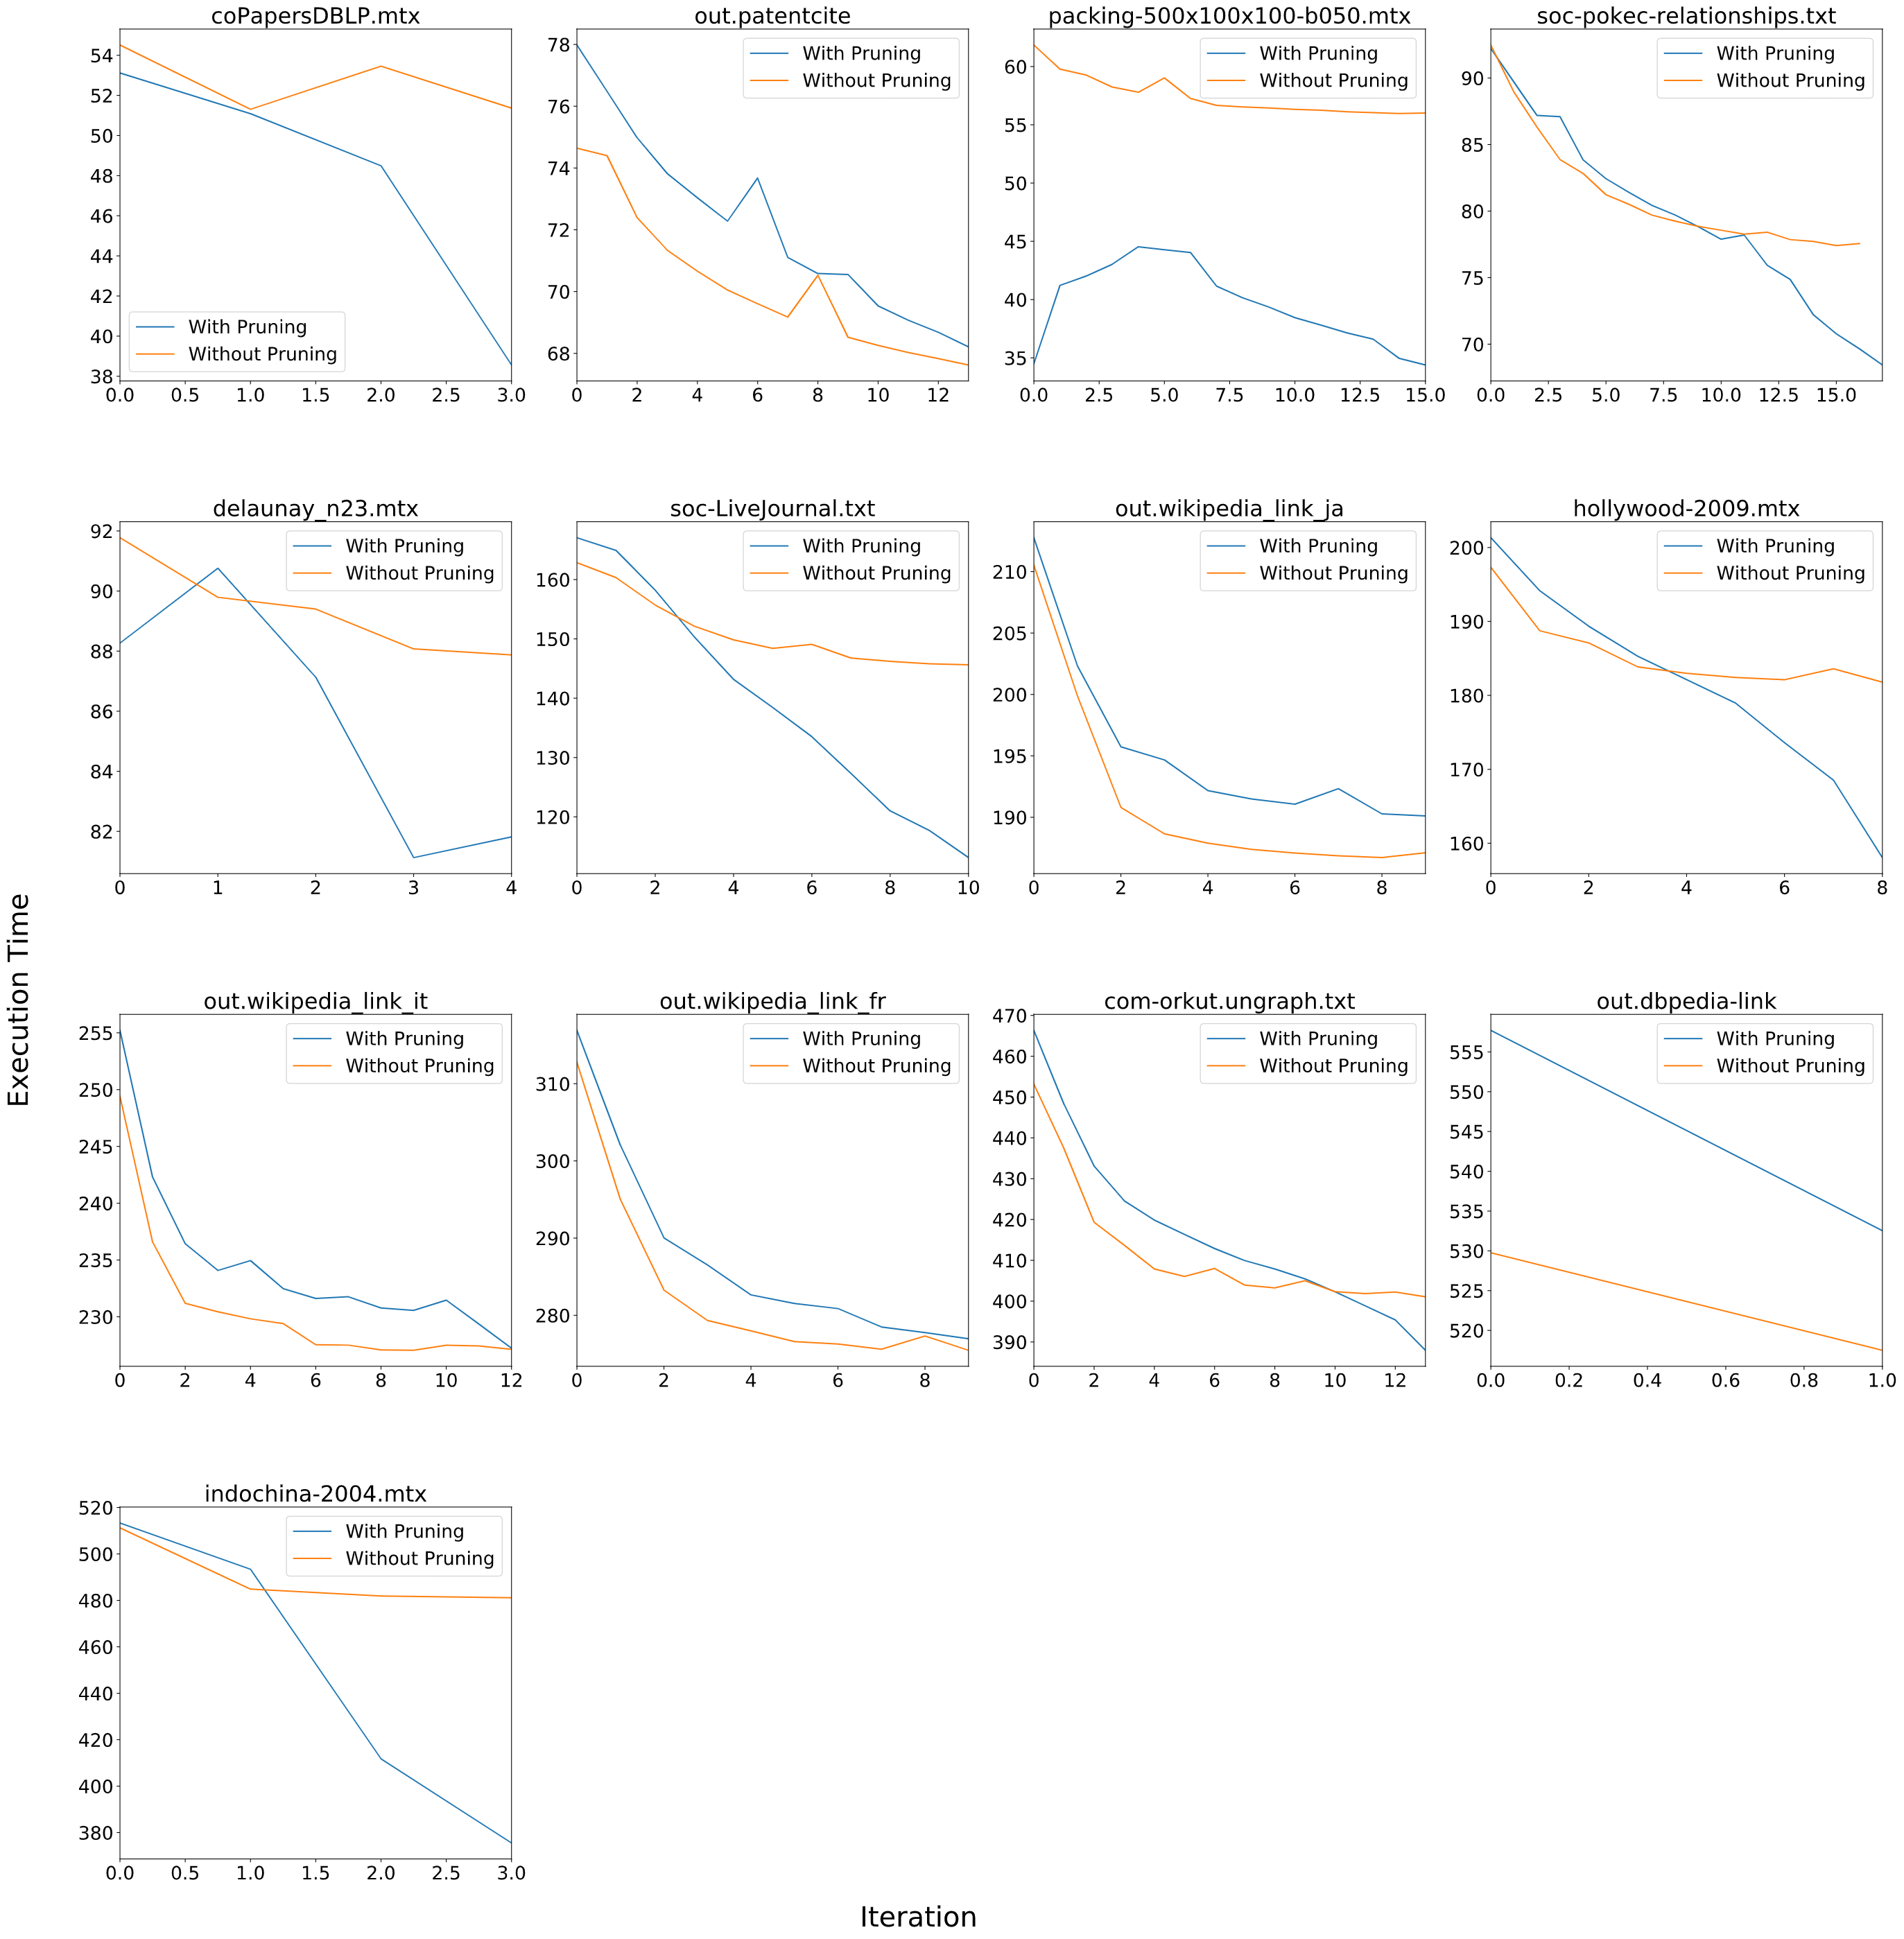 coPapersDBLP.mtx
54
52
50
48
46
44
42
40
38
With Pruning
Without Pruning
0.0 0.5 1.0 1.5 2.0 2.5 3.0
out.patentcite
78
76
74
72
70
68
With Pruning
Without Pruning
0 2 4 6 8 10 12
packing-500x100x100-b050.mtx
60
55
50
45
40
35
With Pruning
Without Pruning
0.0 2.5 5.0 7.5 10.0 12.5 15.0
soc-pokec-relationships.txt
90
85
80
75
70
With Pruning
Without Pruning
0.0 2.5 5.0 7.5 10.0 12.5 15.0
delaunay_n23.mtx
92
90
88
86
84
82
With Pruning
Without Pruning
0 1 2 3 4
soc-LiveJournal.txt
160
150
140
130
120
With Pruning
Without Pruning
0 2 4 6 8 10
out.wikipedia_link_ja
210
205
200
195
190
With Pruning
Without Pruning
0 2 4 6 8
hollywood-2009.mtx
200
190
180
170
160
With Pruning
Without Pruning
0 2 4 6 8
Execution Time
out.wikipedia_link_it
255
250
245
240
235
230
With Pruning
Without Pruning
0 2 4 6 8 10 12
out.wikipedia_link_fr
310
300
290
280
With Pruning
Without Pruning
0 2 4 6 8
com-orkut.ungraph.txt
470
460
450
440
430
420
410
400
390
With Pruning
Without Pruning
0 2 4 6 8 10 12
out.dbpedia-link
555
550
545
540
535
530
525
520
With Pruning
Without Pruning
0.0 0.2 0.4 0.6 0.8 1.0
indochina-2004.mtx
520
500
480
460
440
420
400
380
With Pruning
Without Pruning
0.0 0.5 1.0 1.5 2.0 2.5 3.0
Iteration